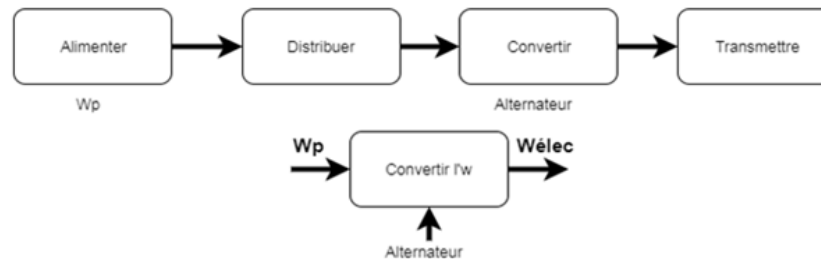 Alimenter
Distribuer
Convertir
Transmettre
Wp
Alternateur
Wp
Convertir l'w
Wélec
Alternateur